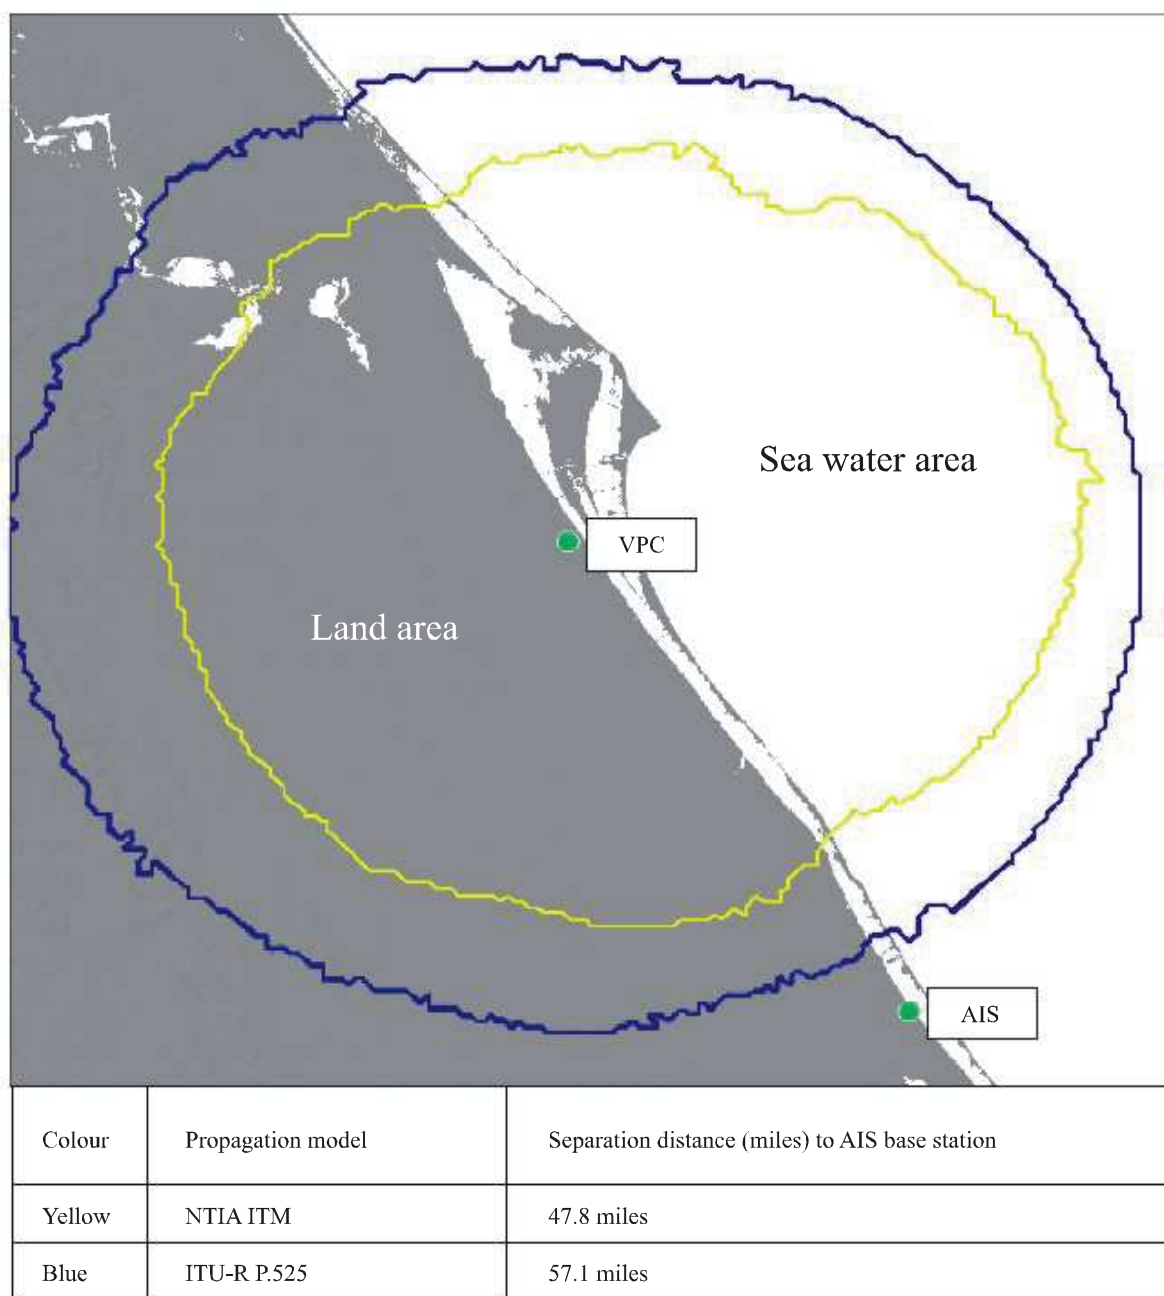 Sea water area
VPC
Land area
AIS
Colour Propagation model Separation distance (miles) to AIS base station
Yellow NTIA ITM 47.8 miles
Blue ITU-R P.525 57.1 miles